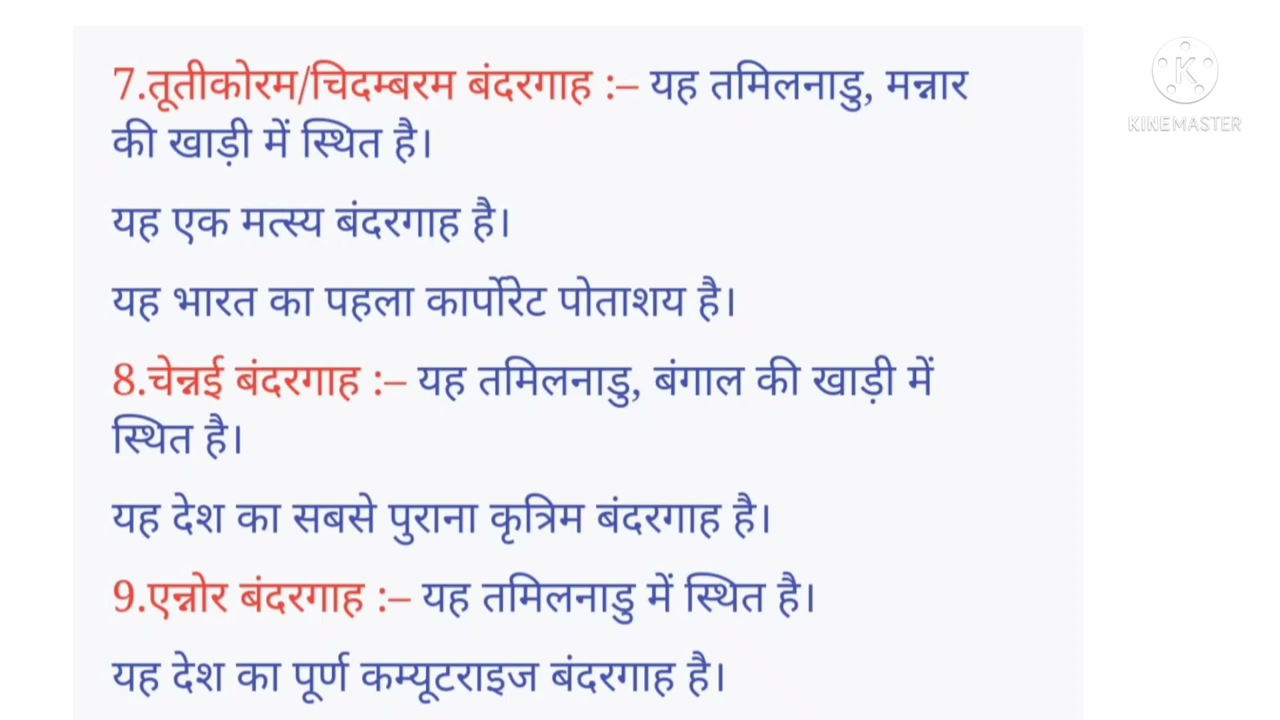 7.तूतीकोरम/चिदम्बरम बंदरगाह :– यह तमिलनाडु, मन्नार
की खाड़ी में स्थित है।
यह एक मत्स्य बंदरगाह है।
यह भारत का पहला कार्पोरेट पोताशय है।
8.चेन्नई बंदरगाह :– यह तमिलनाडु, बंगाल की खाड़ी में
स्थित है।
यह देश का सबसे पुराना कृत्रिम बंदरगाह है।
9.एन्नोर बंदरगाह :– यह तमिलनाडु में स्थित है।
यह देश का पूर्ण कम्यूटराइज बंदरगाह है।
K
KINEMASTER